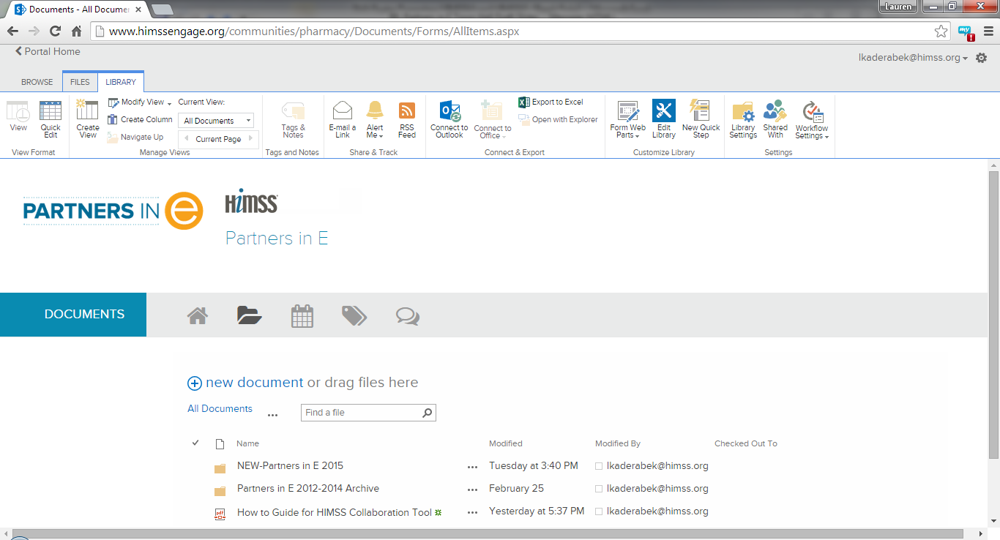 Documents - All Documer
Lauren
www.himssengage.org/communities/pharmacy/Documents/Forms/AllItems.aspx
my
Portal Home
lkaderabek@himss.org
BROWSE FILES LIBRARY
View
Quick Edit
View Format
Create View
Modify View
Create Column
Navigate Up
Current View:
All Documents
Current Page
Manage Views
Tags & Notes
Tags and Notes
E-mail a Link
Alert Me
RSS Feed
Share & Track
Connect to Outlook
Connect to Office
Export to Excel
Open with Explorer
Connect & Export
Form Web Parts
Edit Library
New Quick Step
Customize Library
Library Settings
Shared With
Workflow Settings
Settings
PARTNERS IN e
HIMSS
Partners in E
DOCUMENTS
new document or drag files here
All Documents ... Find a file
Name Modified Modified By Checked Out To
NEW-Partners in E 2015 ... Tuesday at 3:40 PM lkaderabek@himss.org
Partners in E 2012-2014 Archive ... February 25 lkaderabek@himss.org
pdf How to Guide for HIMSS Collaboration Tool ... Yesterday at 5:37 PM lkaderabek@himss.org